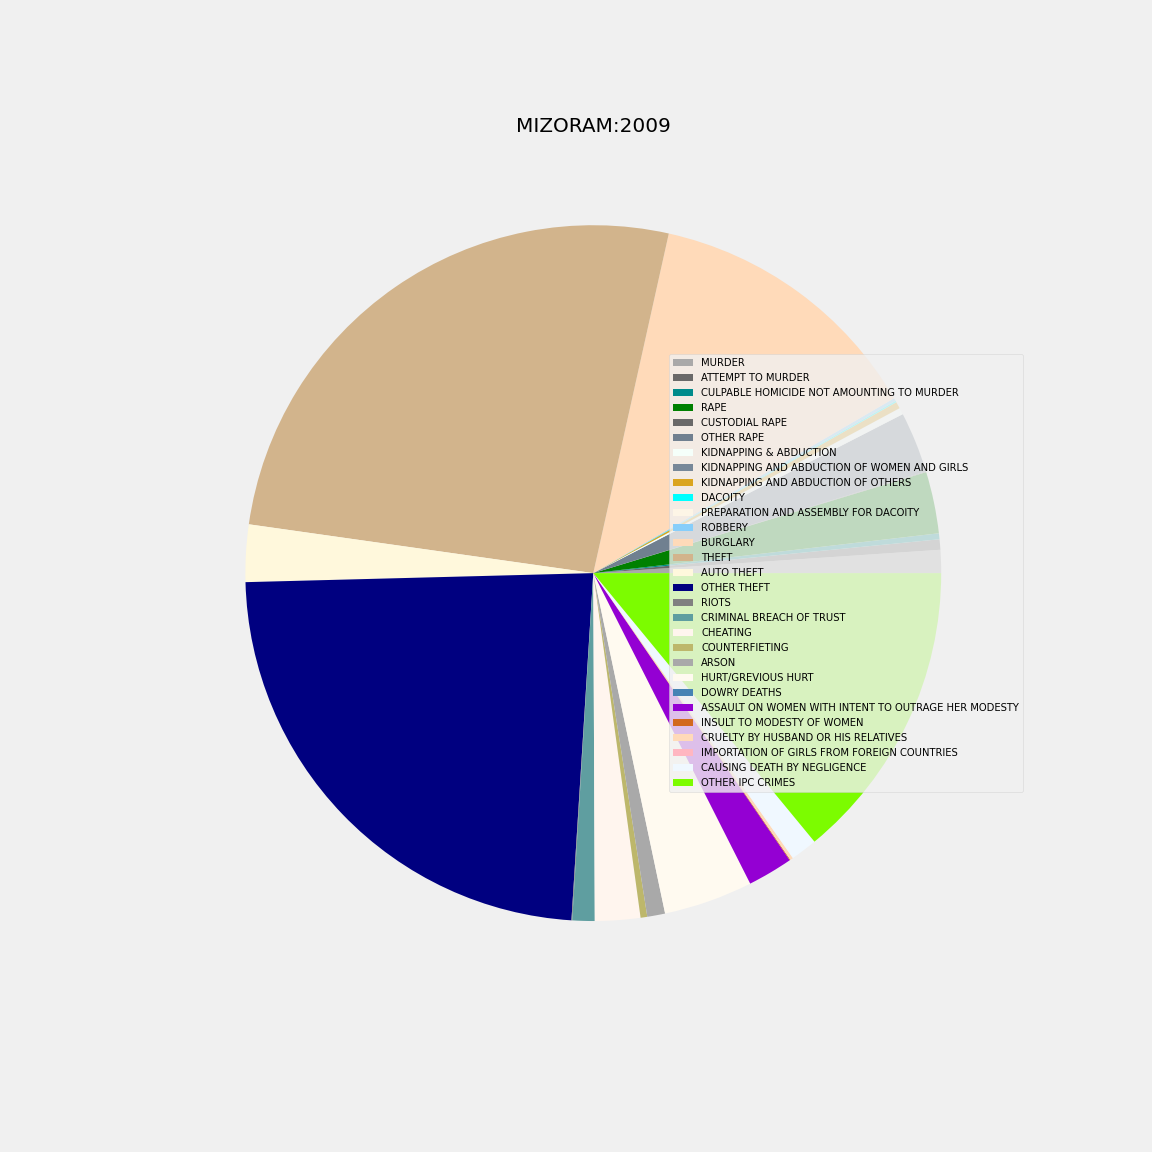 MIZORAM:2009
MURDER
ATTEMPT TO MURDER
CULPABLE HOMICIDE NOT AMOUNTING TO MURDER
RAPE
CUSTODIAL RAPE
OTHER RAPE
KIDNAPPING & ABDUCTION
KIDNAPPING AND ABDUCTION OF WOMEN AND GIRLS
KIDNAPPING AND ABDUCTION OF OTHERS
DACOITY
PREPARATION AND ASSEMBLY FOR DACOITY
ROBBERY
BURGLARY
THEFT
AUTO THEFT
OTHER THEFT
RIOTS
CRIMINAL BREACH OF TRUST
CHEATING
COUNTERFIETING
ARSON
HURT/GREVIOUS HURT
DOWRY DEATHS
ASSAULT ON WOMEN WITH INTENT TO OUTRAGE HER MODESTY
INSULT TO MODESTY OF WOMEN
CRUELTY BY HUSBAND OR HIS RELATIVES
IMPORTATION OF GIRLS FROM FOREIGN COUNTRIES
CAUSING DEATH BY NEGLIGENCE
OTHER IPC CRIMES